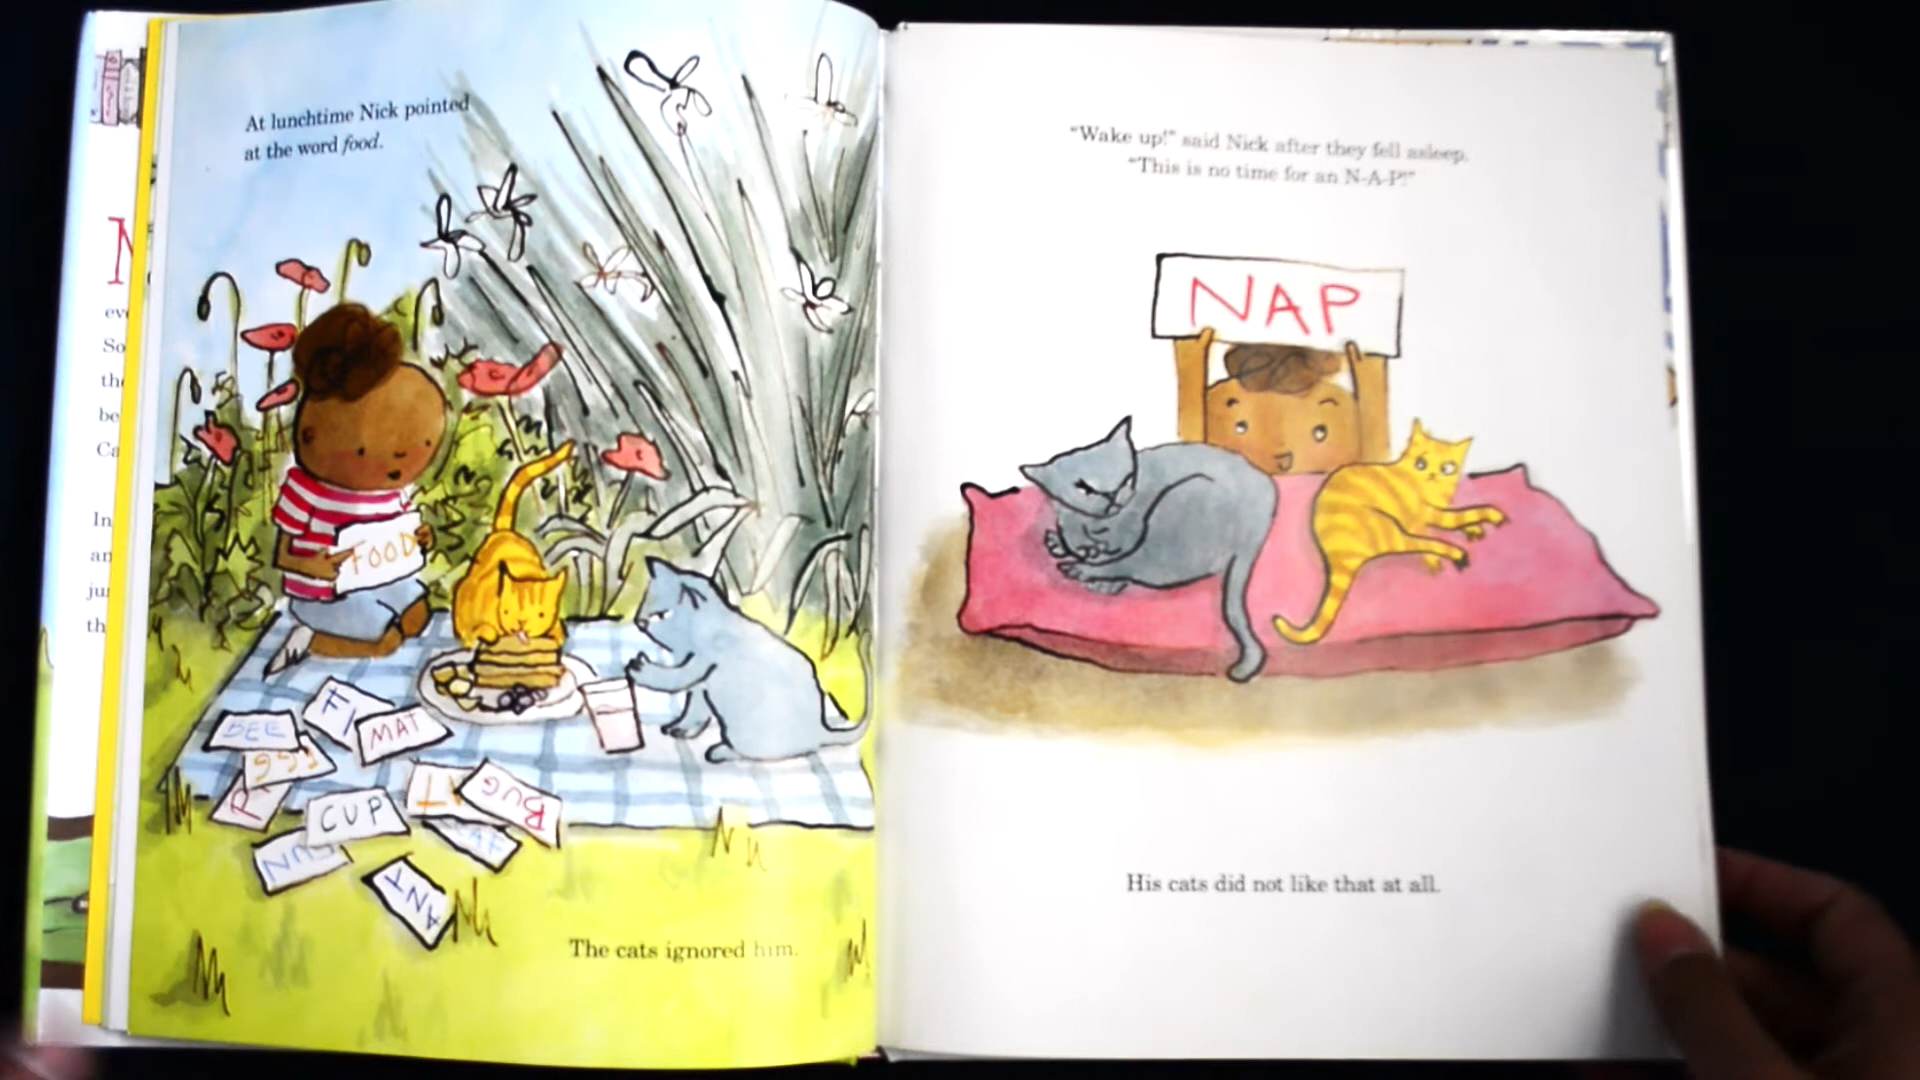 At lunchtime Nick pointed
at the word food.
FOOD
BEE
MAT
CUP
BUG
ANT
The cats ignored him.
"Wake up!" said Nick after they fell asleep.
"This is no time for an N-A-P!"
NAP
His cats did not like that at all.